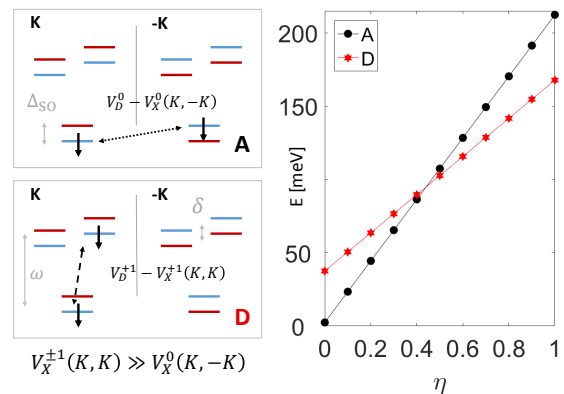 K -K
Δ_SO
V_D^0 − V_X^0(K, −K)
A
K -K
δ
ω
V_D^{±1} − V_X^{±1}(K, K)
D
V_X^{±1}(K, K) ≫ V_X^0(K, −K)
A
D
E [meV]
200
150
50
0
0 0.2 0.4 0.6 0.8 1
η